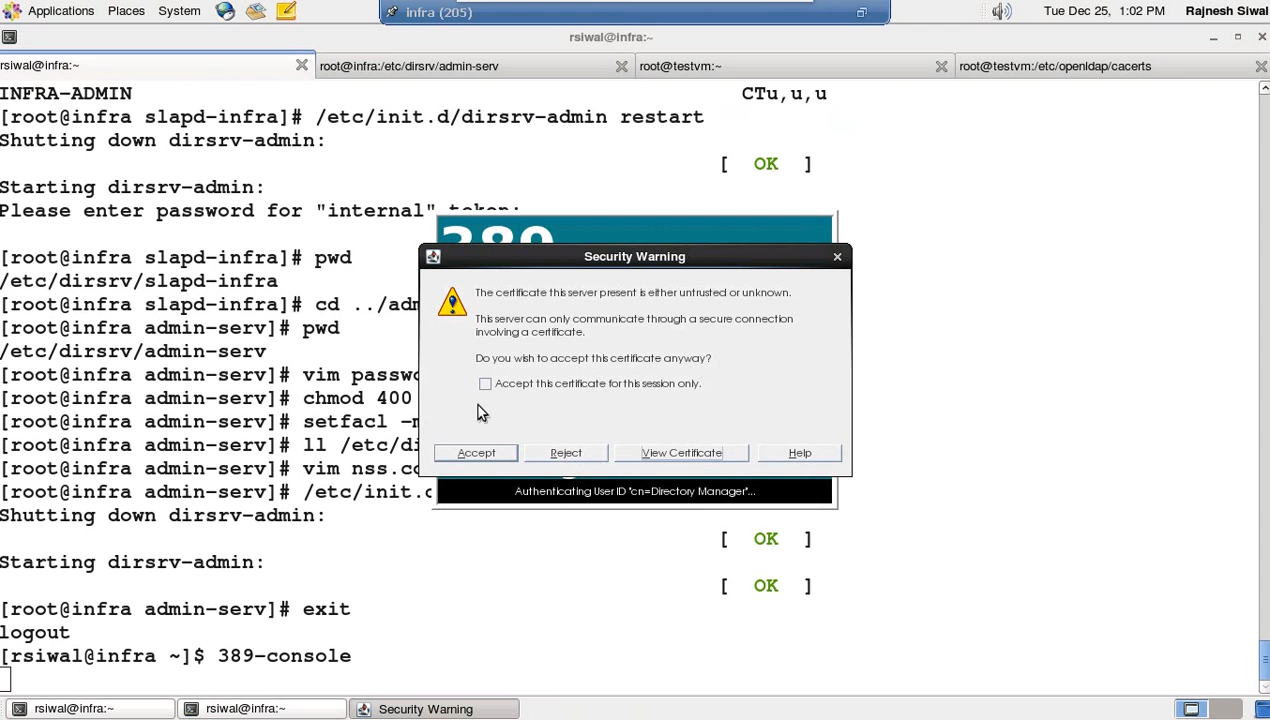 Applications Places System
infra (205)
Tue Dec 25, 1:02 PM Rajnesh Siwal
rsiwal@infra:~
rsiwal@infra:~
root@infra:/etc/dirsrv/admin-serv
root@testvm:~
root@testvm:/etc/openldap/cacerts
INFRA-ADMIN CTu,u,u
[root@infra slapd-infra]# /etc/init.d/dirsrv-admin restart
Shutting down dirsrv-admin:
[ OK ]
Starting dirsrv-admin:
Please enter password for "internal" token:
[root@infra slapd-infra]# pwd
/etc/dirsrv/slapd-infra
[root@infra slapd-infra]# cd ../adm
[root@infra admin-serv]# pwd
/etc/dirsrv/admin-serv
[root@infra admin-serv]# vim passwo
[root@infra admin-serv]# chmod 400
[root@infra admin-serv]# setfacl -m
[root@infra admin-serv]# ll /etc/di
[root@infra admin-serv]# vim nss.co
[root@infra admin-serv]# /etc/init.d
Shutting down dirsrv-admin:
[ OK ]
Starting dirsrv-admin:
[ OK ]
[root@infra admin-serv]# exit
logout
[rsiwal@infra ~]$ 389-console
389
Security Warning
The certificate this server present is either untrusted or unknown.
This server can only communicate through a secure connection
involving a certificate.
Do you wish to accept this certificate anyway?
Accept this certificate for this session only.
Accept Reject View Certificate Help
Authenticating User ID "cn=Directory Manager"...
rsiwal@infra:~
rsiwal@infra:~
Security Warning